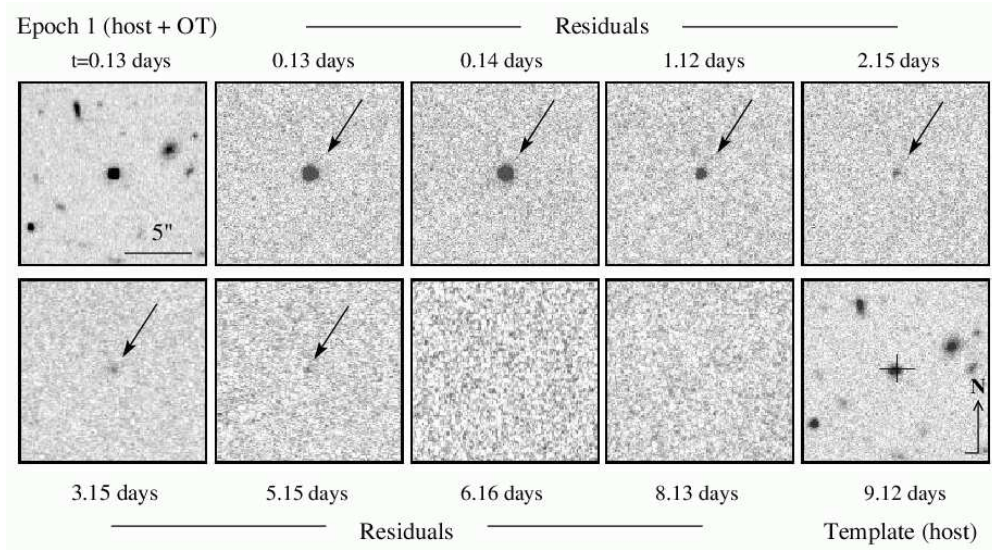 Epoch 1 (host + OT)
Residuals
t=0.13 days
0.13 days
0.14 days
1.12 days
2.15 days
5"
N
3.15 days
5.15 days
6.16 days
8.13 days
9.12 days
Residuals
Template (host)